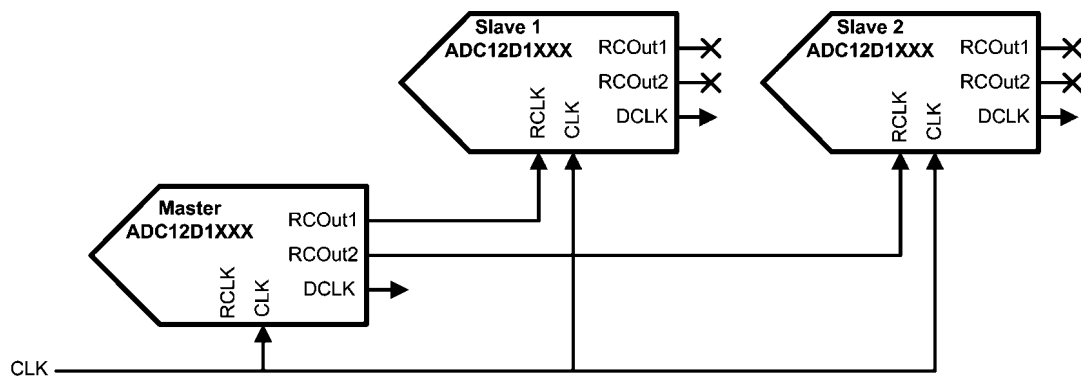 Slave 1
ADC12D1XXX
RCOut1
RCOut2
DCLK
RCLK
CLK
Slave 2
ADC12D1XXX
RCOut1
RCOut2
DCLK
RCLK
CLK
Master
ADC12D1XXX
RCOut1
RCOut2
DCLK
RCLK
CLK
CLK